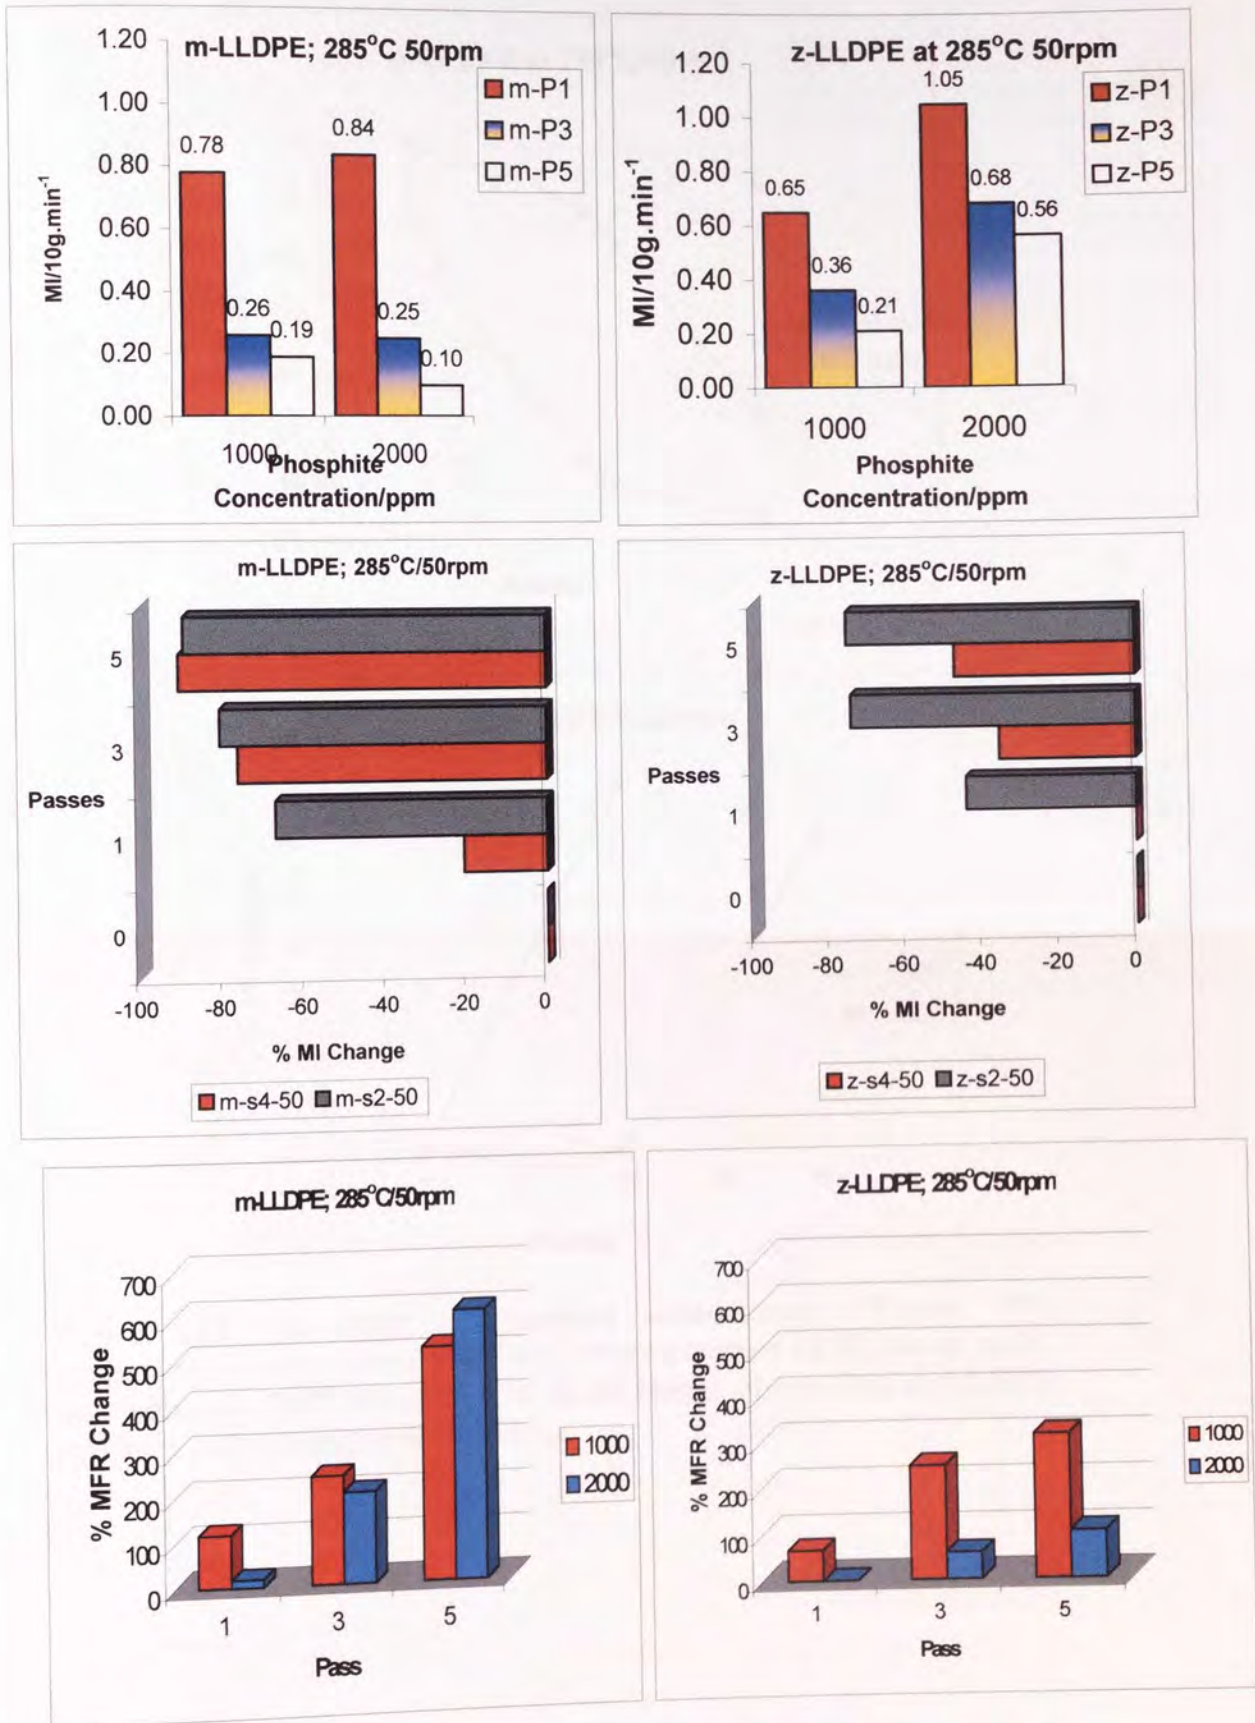 m-LLDPE; 285°C 50rpm
1.20
1.00
0.80
0.60
0.40
0.20
0.00
MI/10g.min⁻¹
0.78
0.26
0.19
0.84
0.25
0.10
m-P1
m-P3
m-P5
1000
2000
Phosphite
Concentration/ppm
z-LLDPE at 285°C 50rpm
1.20
1.00
0.80
0.60
0.40
0.20
0.00
MI/10g.min⁻¹
0.65
0.36
0.21
1.05
0.68
0.56
z-P1
z-P3
z-P5
1000
2000
Phosphite
Concentration/ppm
m-LLDPE; 285°C/50rpm
5
3
Passes
1
0
-100 -80 -60 -40 -20 0
% MI Change
m-s4-50 m-s2-50
z-LLDPE; 285°C/50rpm
5
3
Passes
1
0
-100 -80 -60 -40 -20 0
% MI Change
z-s4-50 z-s2-50
m-LLDPE; 285°C/50rpm
700
600
500
400
300
200
100
0
% MFR Change
1000
2000
1 3 5
Pass
z-LLDPE; 285°C/50rpm
700
600
500
400
300
200
100
0
% MFR Change
1000
2000
1 3 5
Pass